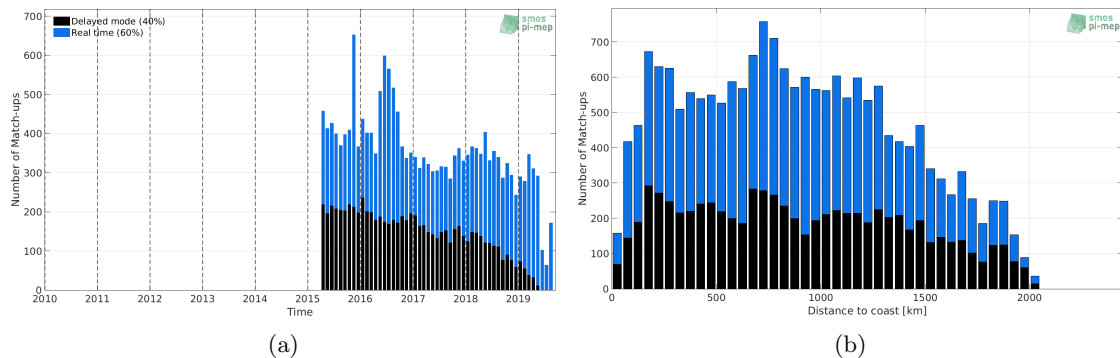 Delayed mode (40%)
Real time (60%)
smos
pi-mep
Number of Match-ups
700
600
500
400
300
200
100
0
2010 2011 2012 2013 2014 2015 2016 2017 2018 2019
Time
(a)
smos
pi-mep
Number of Match-ups
700
600
500
400
300
200
100
0
0 500 1000 1500 2000
Distance to coast [km]
(b)